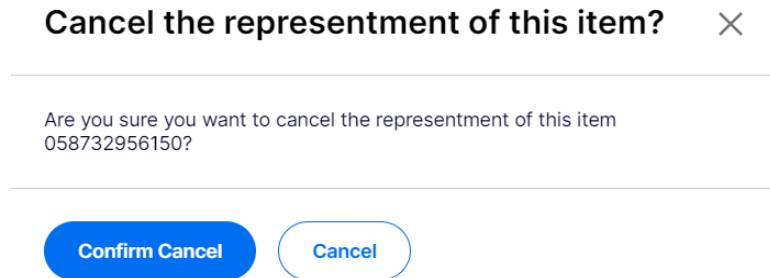 Cancel the representment of this item?
Are you sure you want to cancel the representment of this item
058732956150?
Confirm Cancel
Cancel